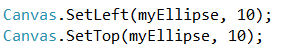 Canvas.SetLeft(myEllipse, 10);
Canvas.SetTop(myEllipse, 10);